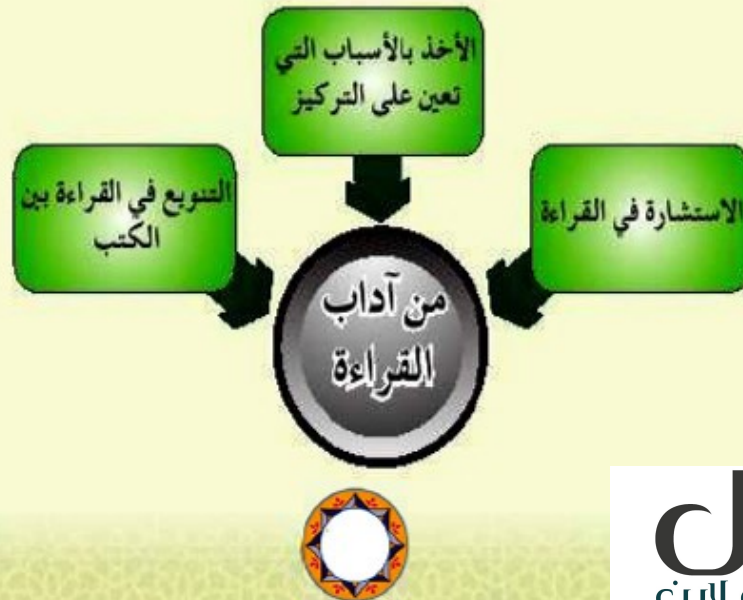 الأخذ بالأسباب التي
تعين على التركيز
الاستشارة في القراءة
التنويع في القراءة بين
الكتب
من آداب
القراءة